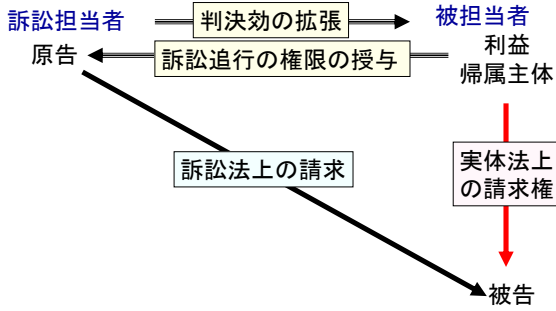 訴訟担当者
判決効の拡張
被担当者
原告
訴訟追行の権限の授与
利益
帰属主体
訴訟法上の請求
実体法上
の請求権
被告